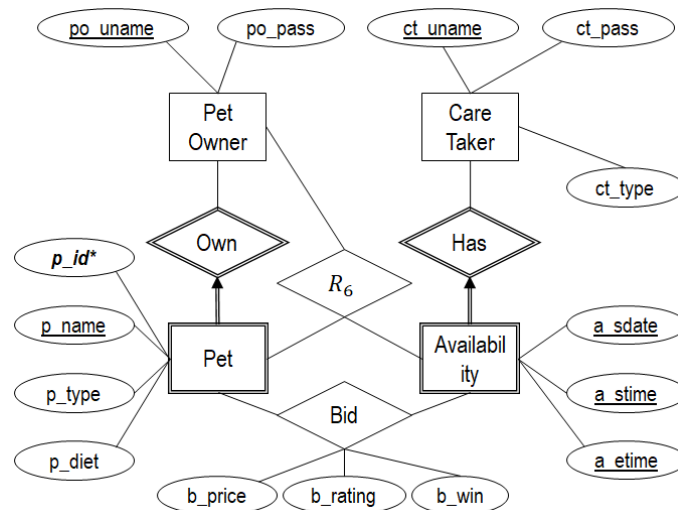 po_uname
po_pass
ct_uname
ct_pass
Pet
Owner
Care
Taker
ct_type
Own
Has
p_id*
R6
p_name
Pet
Availabil
ity
a_sdate
p_type
a_stime
Bid
p_diet
a_etime
b_price
b_rating
b_win